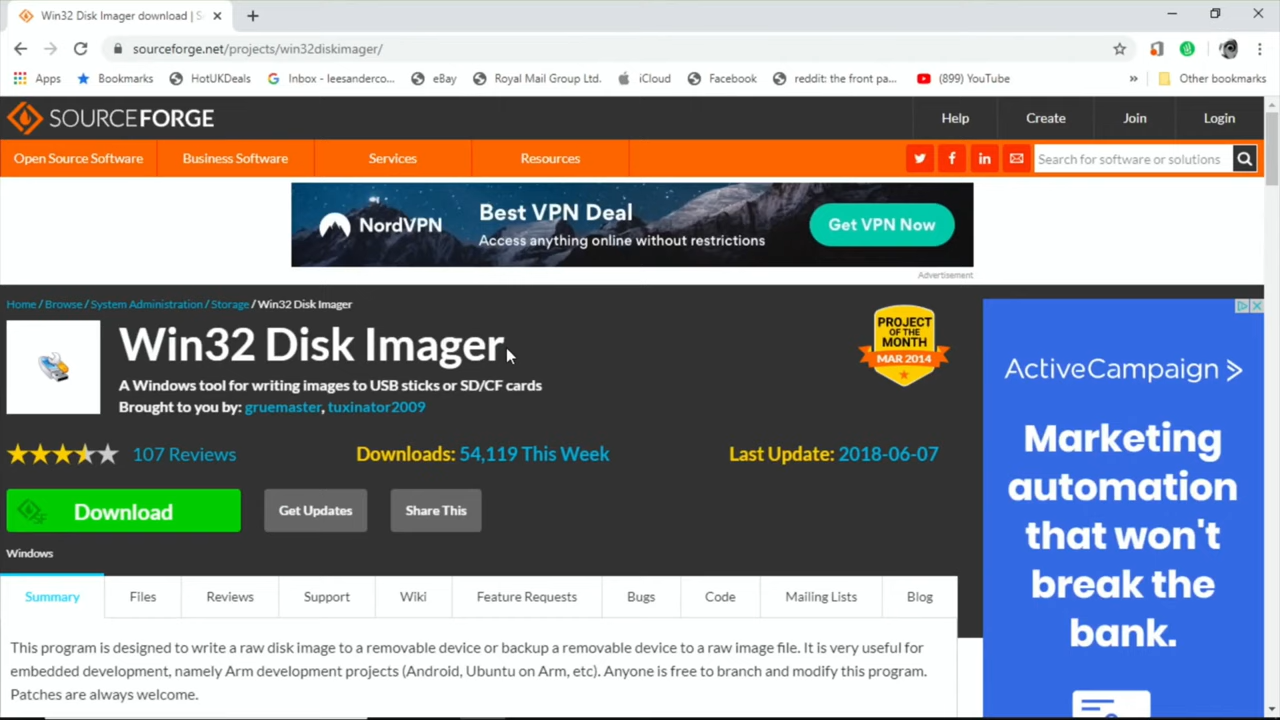 Win32 Disk Imager download | S
sourceforge.net/projects/win32diskimager/
Apps Bookmarks HotUKDeals Inbox - leesanderco... eBay Royal Mail Group Ltd. iCloud Facebook reddit: the front pa... (899) YouTube » Other bookmarks
SOURCEFORGE Help Create Join Login
Open Source Software Business Software Services Resources Search for software or solutions
NordVPN
Best VPN Deal
Access anything online without restrictions
Get VPN Now
Advertisement
Home / Browse / System Administration / Storage / Win32 Disk Imager
Win32 Disk Imager
A Windows tool for writing images to USB sticks or SD/CF cards
Brought to you by: gruemaster, tuxinator2009
PROJECT
OF THE
MONTH
MAR 2014
107 Reviews Downloads: 54,119 This Week Last Update: 2018-06-07
Download Get Updates Share This
Windows
Summary Files Reviews Support Wiki Feature Requests Bugs Code Mailing Lists Blog
This program is designed to write a raw disk image to a removable device or backup a removable device to a raw image file. It is very useful for
embedded development, namely Arm development projects (Android, Ubuntu on Arm, etc). Anyone is free to branch and modify this program.
Patches are always welcome.
ActiveCampaign >
Marketing
automation
that won't
break the
bank.